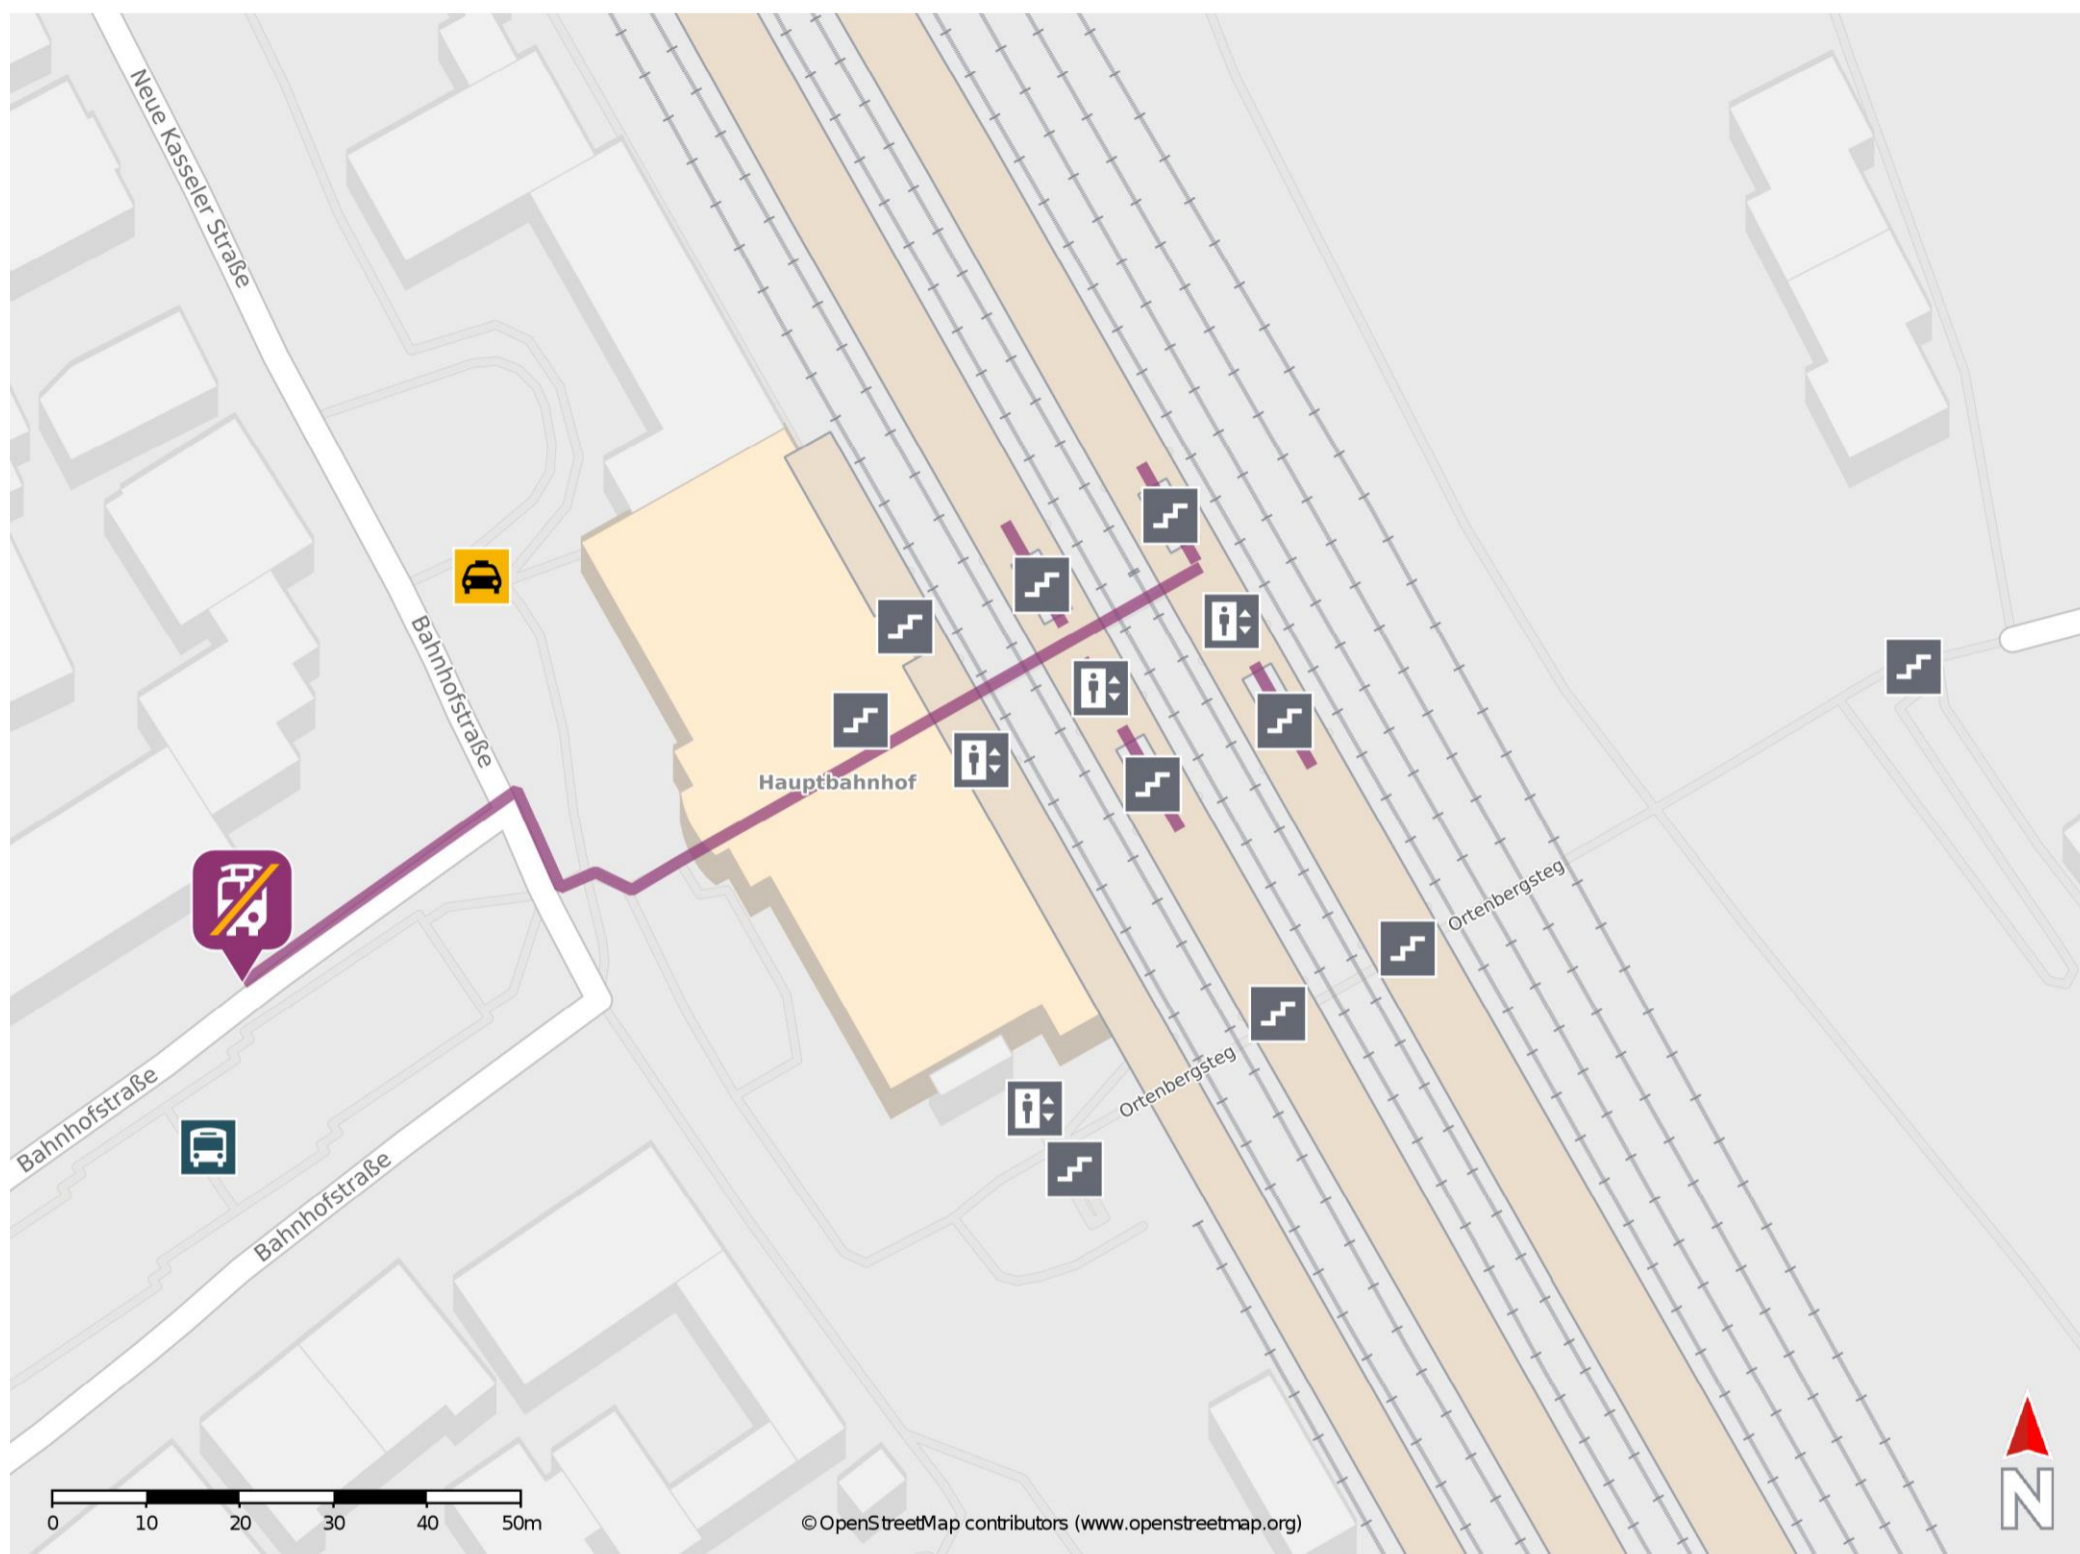 Neue Kasseler Straße
Bahnhofstraße
Hauptbahnhof
Ortenbergsteg
Ortenbergsteg
Bahnhofstraße
Bahnhofstraße
0 10 20 30 40 50m
© OpenStreetMap contributors (www.openstreetmap.org)
N